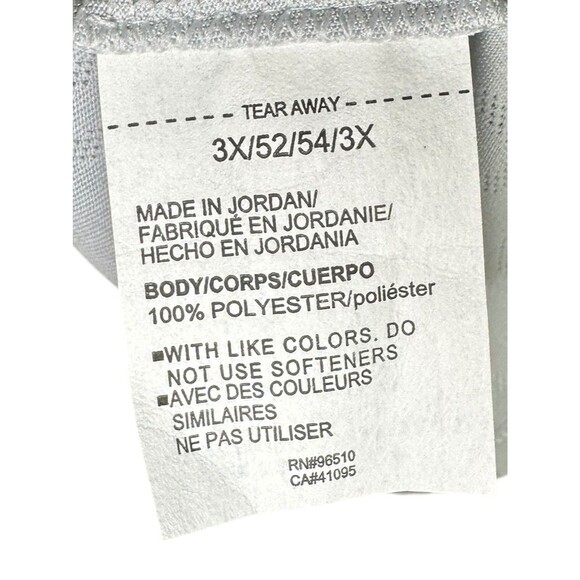 TEAR AWAY
3X/52/54/3X
MADE IN JORDAN/
FABRIQUÉ EN JORDANIE/
HECHO EN JORDANIA
BODY/CORPS/CUERPO
100% POLYESTER/poliéster
▪WITH LIKE COLORS. DO
NOT USE SOFTENERS
▪AVEC DES COULEURS
SIMILAIRES
NE PAS UTILISER
RN#96510
CA#41095